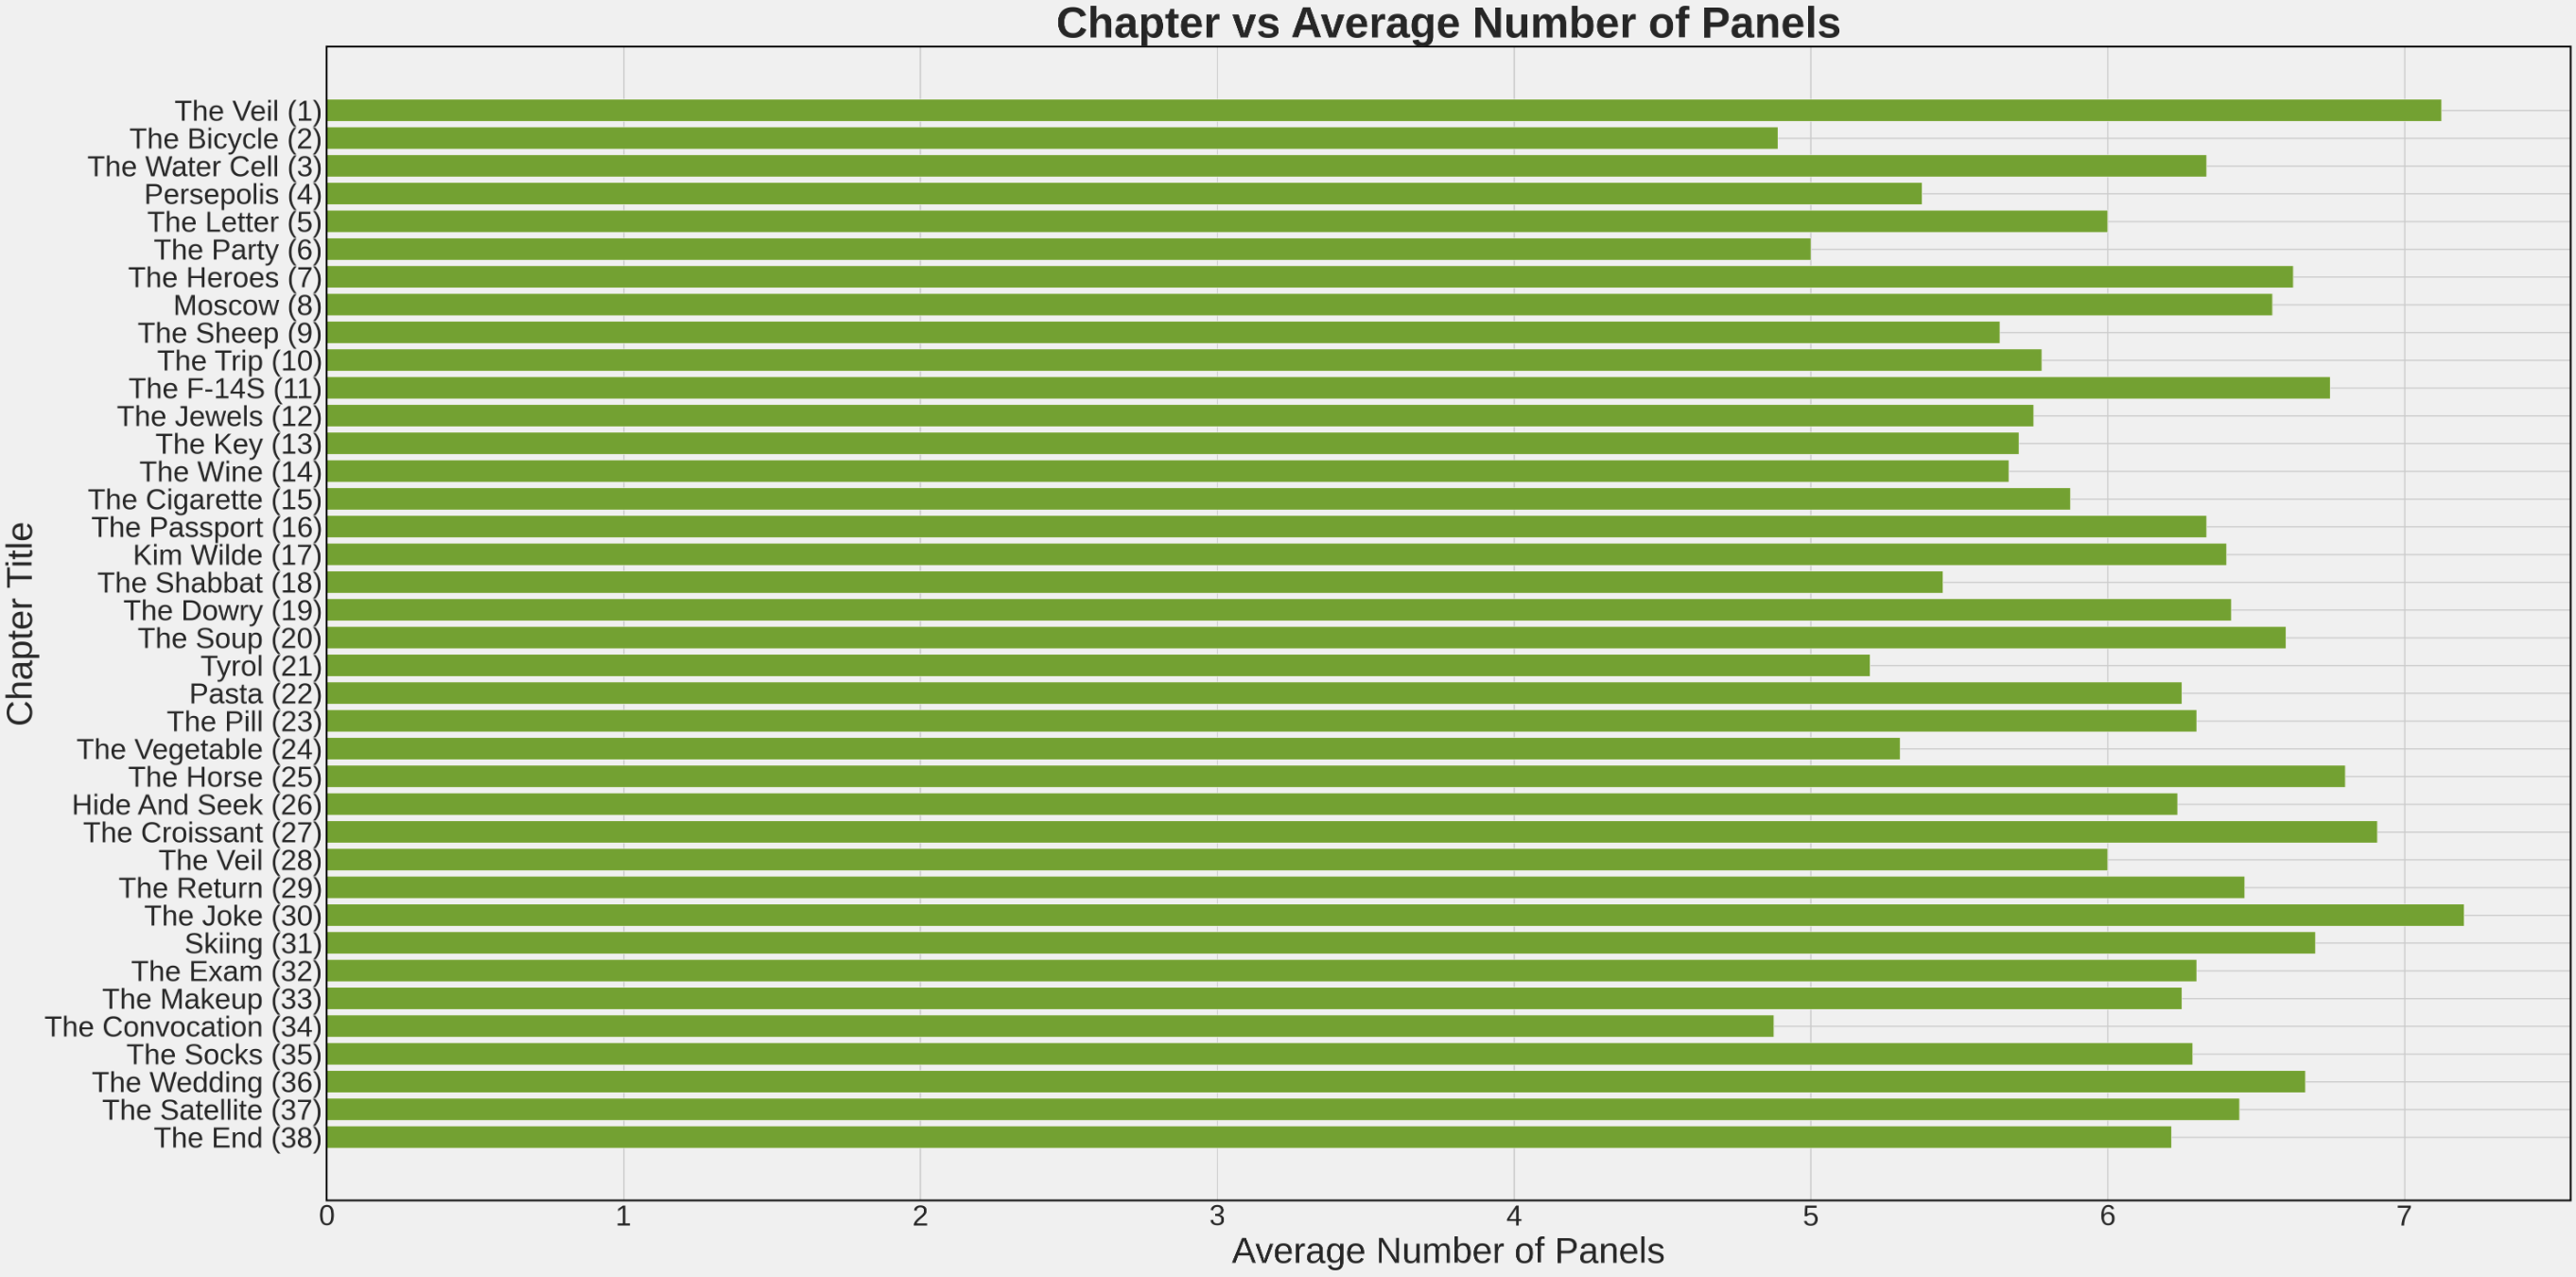 Chapter vs Average Number of Panels
Chapter Title
The Veil (1)
The Bicycle (2)
The Water Cell (3)
Persepolis (4)
The Letter (5)
The Party (6)
The Heroes (7)
Moscow (8)
The Sheep (9)
The Trip (10)
The F-14S (11)
The Jewels (12)
The Key (13)
The Wine (14)
The Cigarette (15)
The Passport (16)
Kim Wilde (17)
The Shabbat (18)
The Dowry (19)
The Soup (20)
Tyrol (21)
Pasta (22)
The Pill (23)
The Vegetable (24)
The Horse (25)
Hide And Seek (26)
The Croissant (27)
The Veil (28)
The Return (29)
The Joke (30)
Skiing (31)
The Exam (32)
The Makeup (33)
The Convocation (34)
The Socks (35)
The Wedding (36)
The Satellite (37)
The End (38)
0 1 2 3 4 5 6 7
Average Number of Panels